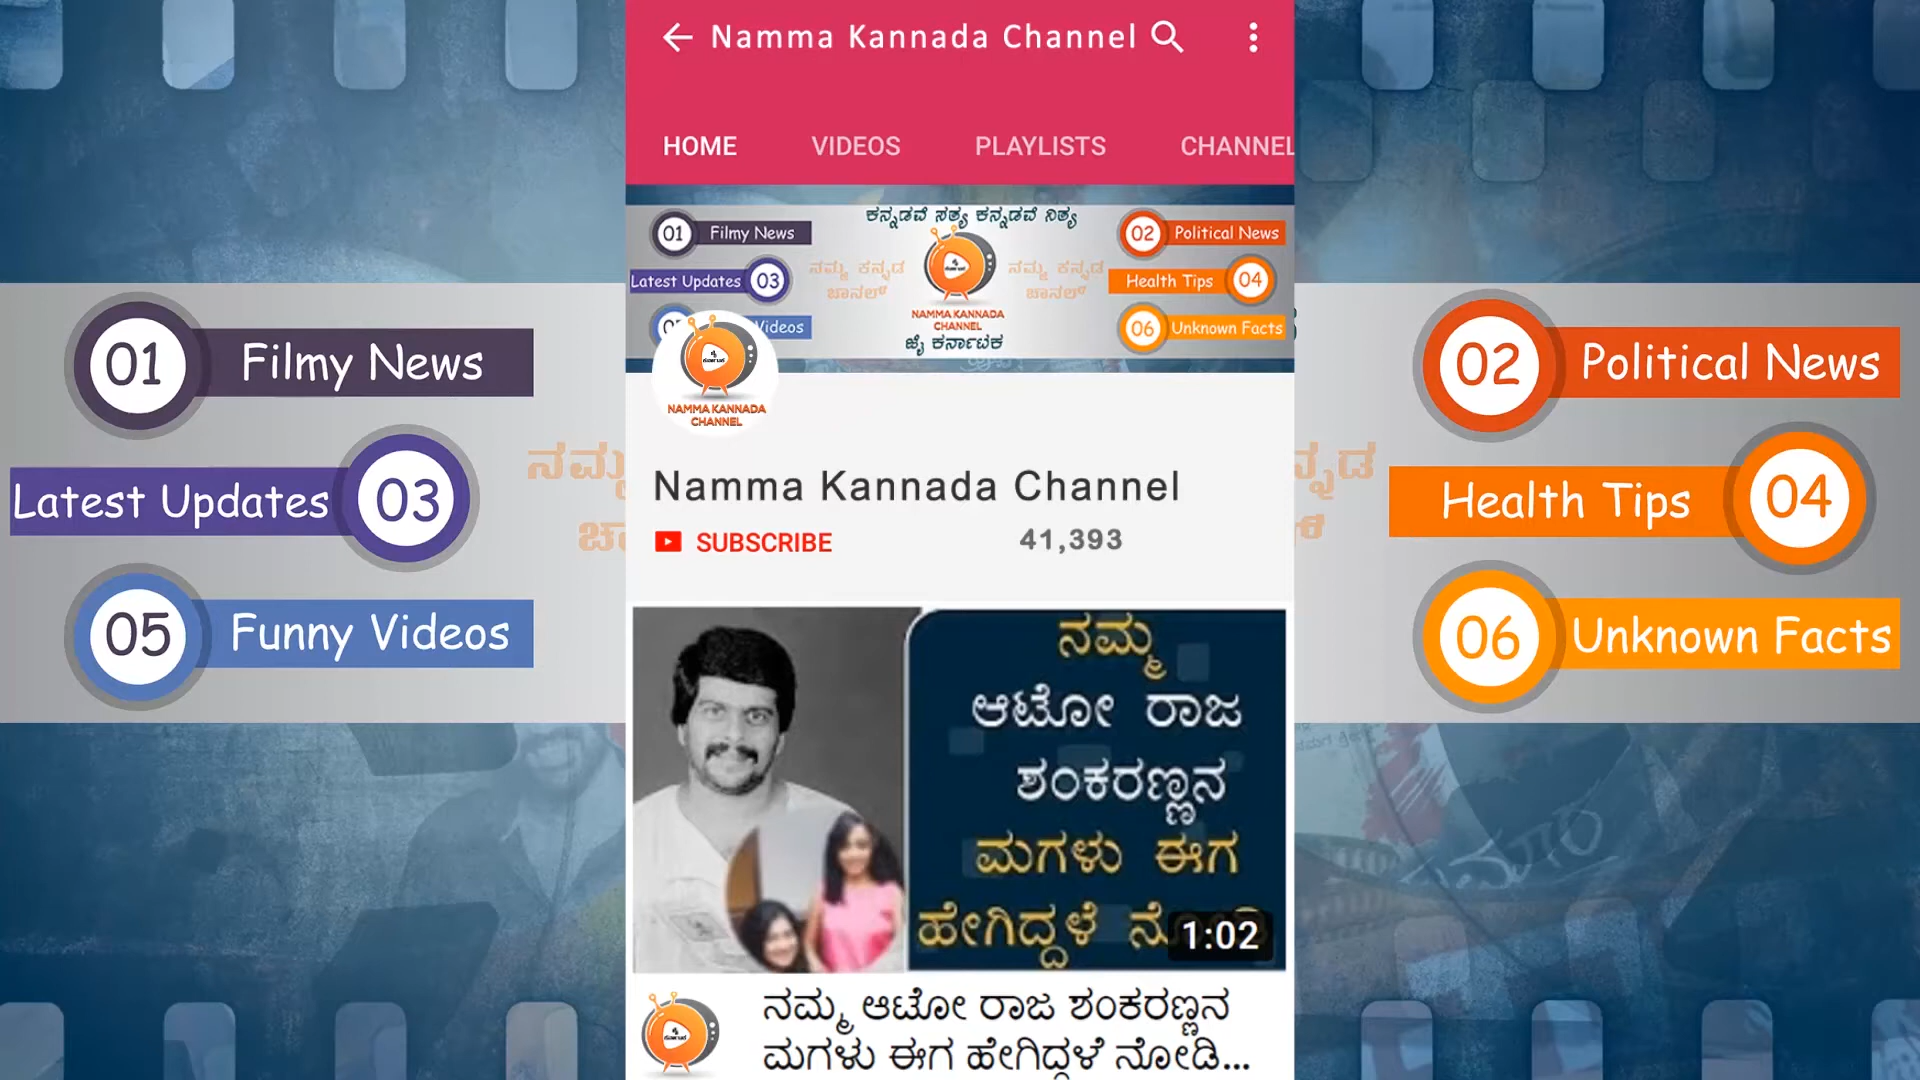 Namma Kannada Channel
HOME VIDEOS PLAYLISTS CHANNEL
ಕನ್ನಡವೆ ಸತ್ಯ ಕನ್ನಡವೆ ನಿತ್ಯ
01 Filmy News
02 Political News
Latest Updates 03
ನಮ್ಮ ಕನ್ನಡ
ಚಾನಲ್
ನಮ್ಮ ಕನ್ನಡ
ಚಾನಲ್
Health Tips 04
Videos
NAMMA KANNADA
CHANNEL
06 Unknown Facts
ಜೈ ಕರ್ನಾಟಕ
NAMMA KANNADA
CHANNEL
01 Filmy News
02 Political News
Latest Updates 03
Health Tips 04
05 Funny Videos
06 Unknown Facts
Namma Kannada Channel
SUBSCRIBE 41,393
ನಮ್ಮ
ಆಟೋ ರಾಜ
ಶಂಕರಣ್ಣನ
ಮಗಳು ಈಗ
ಹೇಗಿದ್ದಳೆ
1:02
ನಮ್ಮ ಆಟೋ ರಾಜ ಶಂಕರಣ್ಣನ
ಮಗಳು ಈಗ ಹೇಗಿದ್ದಳೆ ನೋಡಿ...